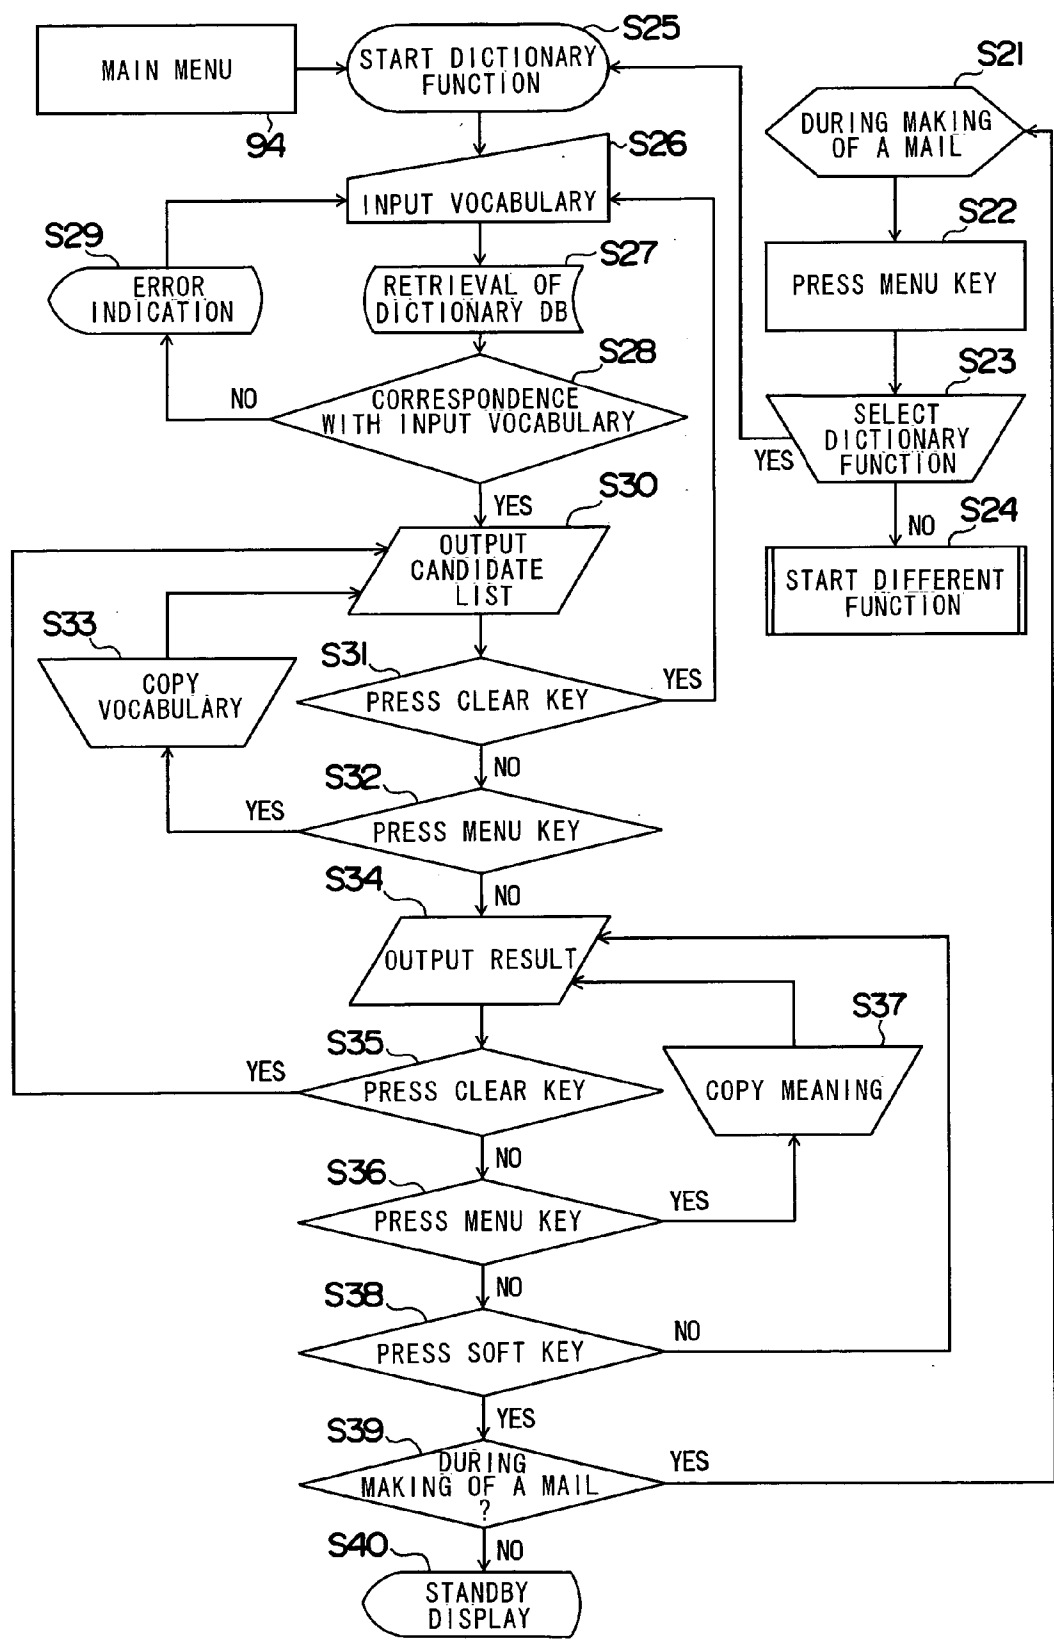 S25
MAIN MENU
94
START DICTIONARY
FUNCTION
S21
DURING MAKING
OF A MAIL
S26
INPUT VOCABULARY
S22
PRESS MENU KEY
S29
ERROR
INDICATION
S27
RETRIEVAL OF
DICTIONARY DB
S28
CORRESPONDENCE
WITH INPUT VOCABULARY
NO
YES
S23
SELECT
DICTIONARY
FUNCTION
YES
NO
S24
START DIFFERENT
FUNCTION
S30
OUTPUT
CANDIDATE
LIST
S33
COPY
VOCABULARY
S31
PRESS CLEAR KEY
YES
NO
S32
PRESS MENU KEY
YES
NO
S34
OUTPUT RESULT
S37
COPY MEANING
S35
PRESS CLEAR KEY
YES
NO
S36
PRESS MENU KEY
YES
NO
S38
PRESS SOFT KEY
NO
YES
S39
DURING
MAKING OF A MAIL
?
YES
NO
S40
STANDBY
DISPLAY